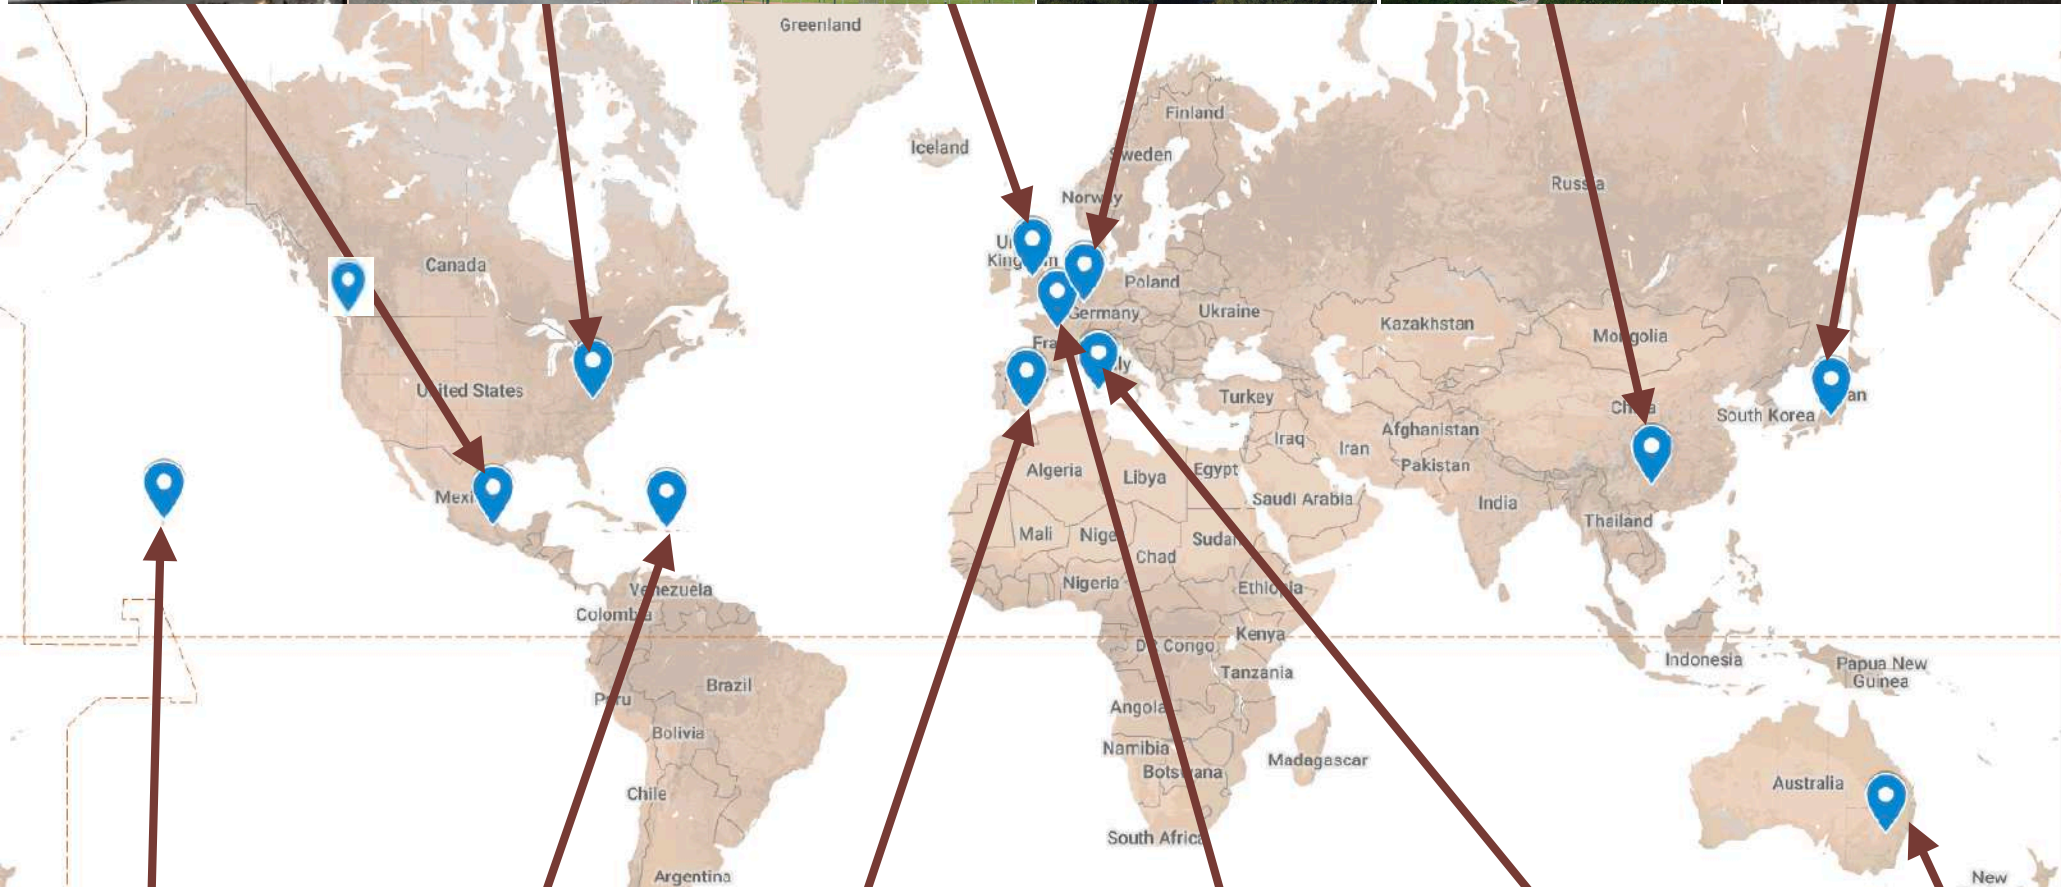 Greenland
Finland
Iceland
Sweden
Russia
Norway
Canada
Poland
Ukraine
Germany
Kazakhstan
Mongolia
United States
Turkey
South Korea
Afghanistan
Iraq
Iran
Pakistan
Algeria
Libya
Egypt
Saudi Arabia
India
Thailand
Mali
Chad
Nigeria
Ethiopia
Venezuela
Colombia
Kenya
DR Congo
Tanzania
Indonesia
Papua New
Guinea
Brazil
Peru
Angola
Bolivia
Namibia
Botswana
Madagascar
Australia
Chile
South Africa
Argentina
New